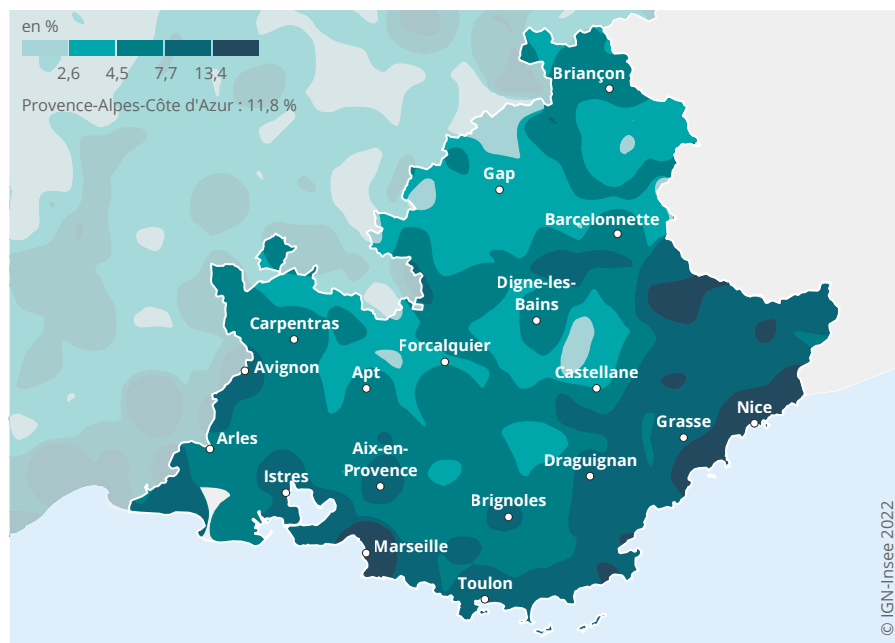 en %
2,6 4,5 7,7 13,4
Provence-Alpes-Côte d'Azur : 11,8 %
Briançon
Gap
Barcelonnette
Digne-les-
Bains
Carpentras
Forcalquier
Avignon
Apt
Castellane
Nice
Grasse
Arles
Aix-en-
Provence
Draguignan
Istres
Brignoles
Marseille
Toulon
© IGN-Insee 2022